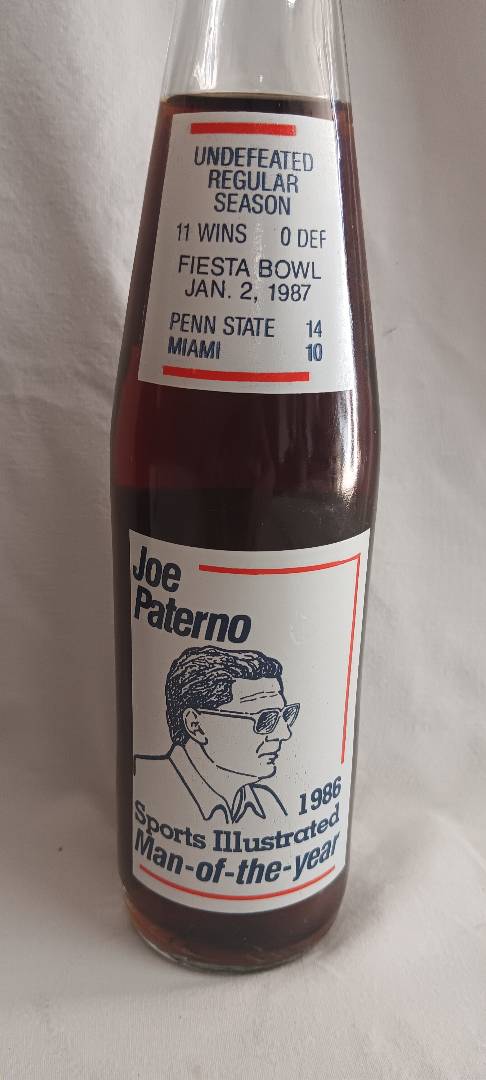 UNDEFEATED
REGULAR
SEASON
11 WINS 0 DEF
FIESTA BOWL
JAN. 2, 1987
PENN STATE 14
MIAMI 10
Joe
Paterno
1986
Sports Illustrated
Man-of-the-year